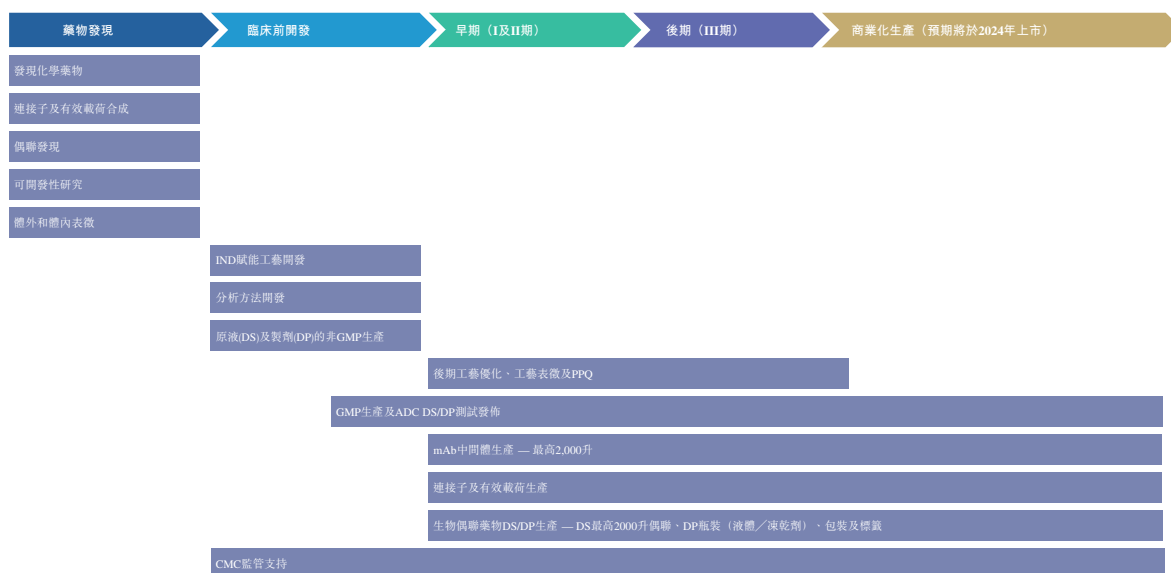 藥物發現
臨床前開發
早期（I及II期）
後期（III期）
商業化生產（預期將於2024年上市）
發現化學藥物
連接子及有效載荷合成
偶聯發現
可開發性研究
體外和體內表徵
IND賦能工藝開發
分析方法開發
原液(DS)及製劑(DP)的非GMP生產
後期工藝優化、工藝表徵及PPQ
GMP生產及ADC DS/DP測試發佈
mAb中間體生產 — 最高2,000升
連接子及有效載荷生產
生物偶聯藥物DS/DP生產 — DS最高2000升偶聯、DP瓶裝（液體／凍乾劑）、包裝及標籤
CMC監管支持